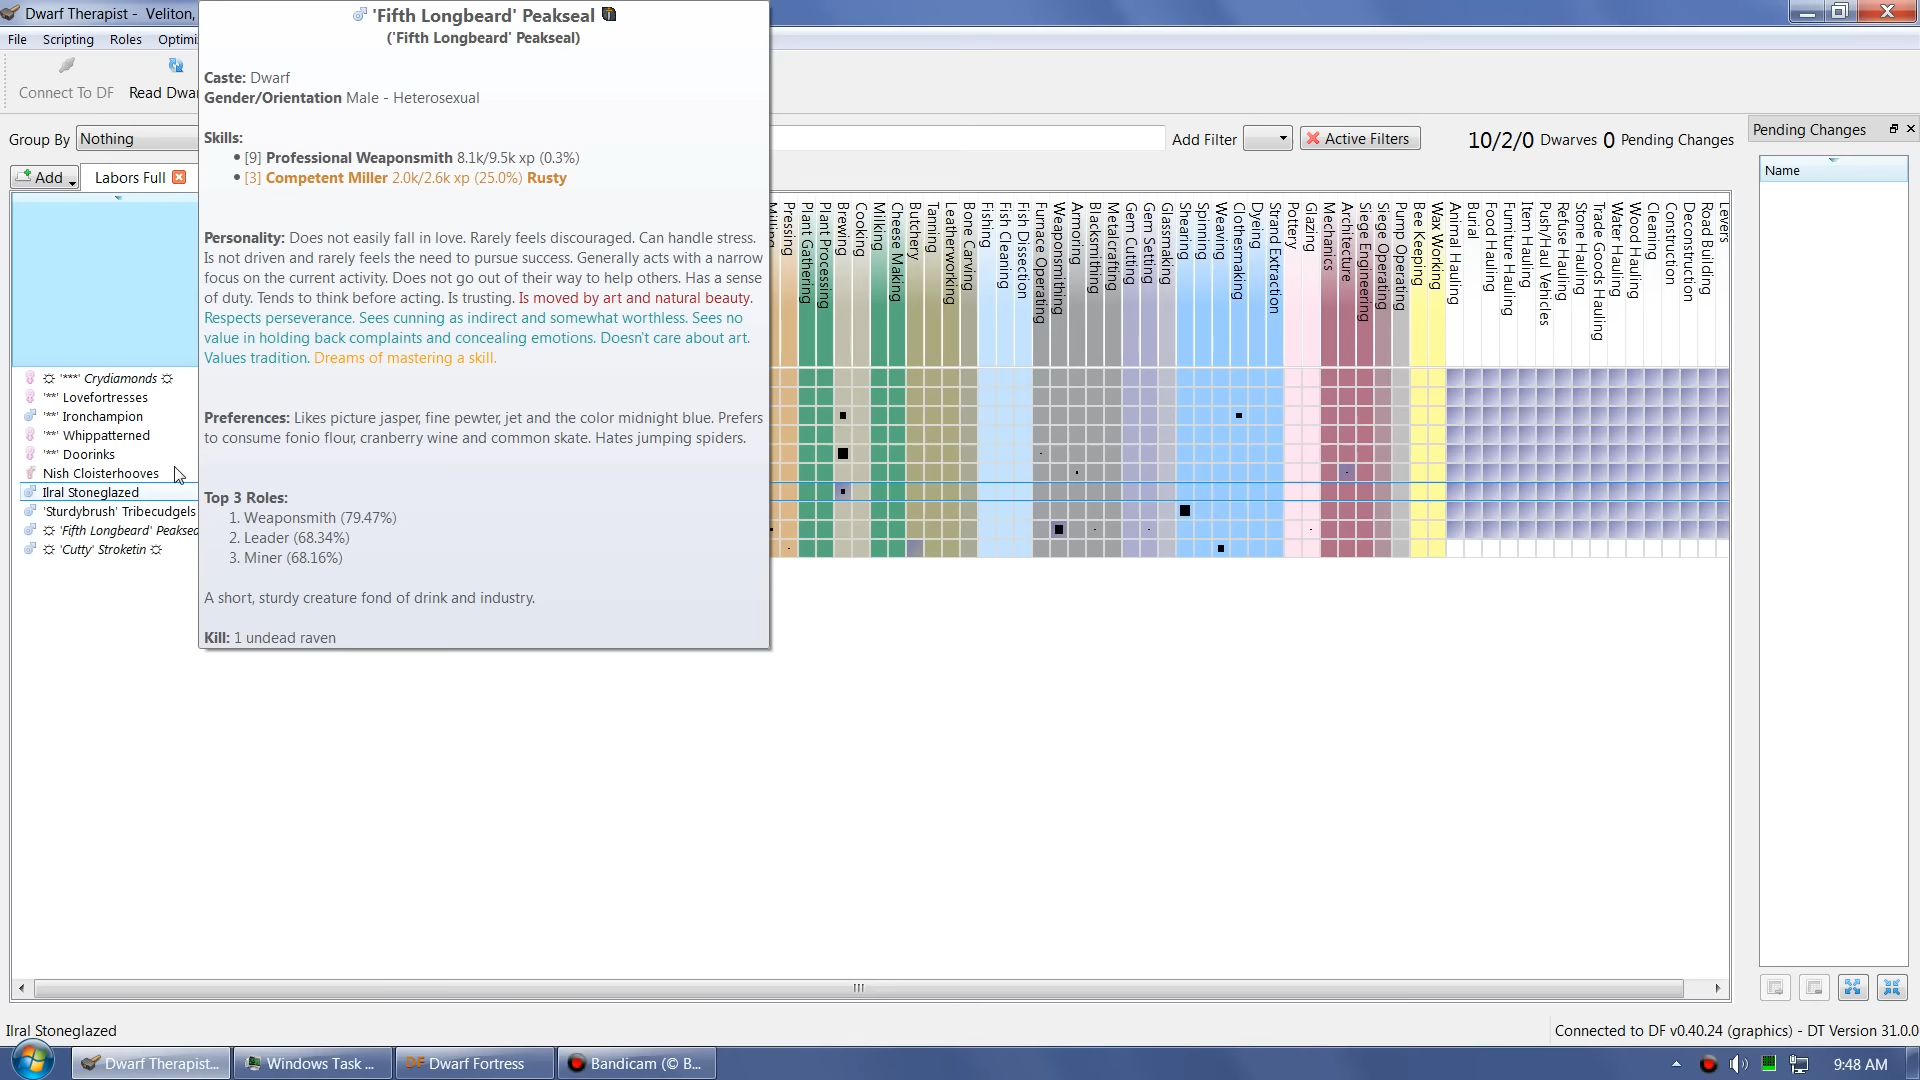 Dwarf Therapist - Veliton,
File Scripting Roles Optimi
Connect To DF Read Dwar
Group By Nothing
Add Filter Active Filters 10/2/0 Dwarves 0 Pending Changes
Add Labors Full
'Fifth Longbeard' Peakseal
('Fifth Longbeard' Peakseal)
Caste: Dwarf
Gender/Orientation Male - Heterosexual
Skills:
• [9] Professional Weaponsmith 8.1k/9.5k xp (0.3%)
• [3] Competent Miller 2.0k/2.6k xp (25.0%) Rusty
Personality: Does not easily fall in love. Rarely feels discouraged. Can handle stress.
Is not driven and rarely feels the need to pursue success. Generally acts with a narrow
focus on the current activity. Does not go out of their way to help others. Has a sense
of duty. Tends to think before acting. Is trusting. Is moved by art and natural beauty.
Respects perseverance. Sees cunning as indirect and somewhat worthless. Sees no
value in holding back complaints and concealing emotions. Doesn't care about art.
Values tradition. Dreams of mastering a skill.
Preferences: Likes picture jasper, fine pewter, jet and the color midnight blue. Prefers
to consume fonio flour, cranberry wine and common skate. Hates jumping spiders.
Top 3 Roles:
1. Weaponsmith (79.47%)
2. Leader (68.34%)
3. Miner (68.16%)
A short, sturdy creature fond of drink and industry.
Kill: 1 undead raven
Milling
Pressing
Plant Gathering
Plant Processing
Brewing
Cooking
Milking
Cheese Making
Butchery
Tanning
Leatherworking
Bone Carving
Fishing
Fish Cleaning
Fish Dissection
Furnace Operating
Weaponsmithing
Armoring
Blacksmithing
Metalcrafting
Gem Cutting
Gem Setting
Glassmaking
Shearing
Spinning
Weaving
Clothesmaking
Dyeing
Strand Extraction
Pottery
Glazing
Mechanics
Architecture
Siege Engineering
Siege Operating
Pump Operating
Bee Keeping
Wax Working
Animal Hauling
Burial
Food Hauling
Furniture Hauling
Item Hauling
Push/Haul Vehicles
Refuse Hauling
Stone Hauling
Trade Goods Hauling
Water Hauling
Wood Hauling
Cleaning
Construction
Deconstruction
Road Building
Levers
☼ '***' Crydiamonds ☼
'**' Lovefortresses
'**' Ironchampion
'**' Whippatterned
'**' Doorinks
Nish Cloisterhooves
Ilral Stoneglazed
'Sturdybrush' Tribecudgels
☼ 'Fifth Longbeard' Peaksea
☼ 'Cutty' Stroketin ☼
Pending Changes
Name
Ilral Stoneglazed
Connected to DF v0.40.24 (graphics) - DT Version 31.0.0
Dwarf Therapist... Windows Task ... DF Dwarf Fortress Bandicam (© B... 9:48 AM